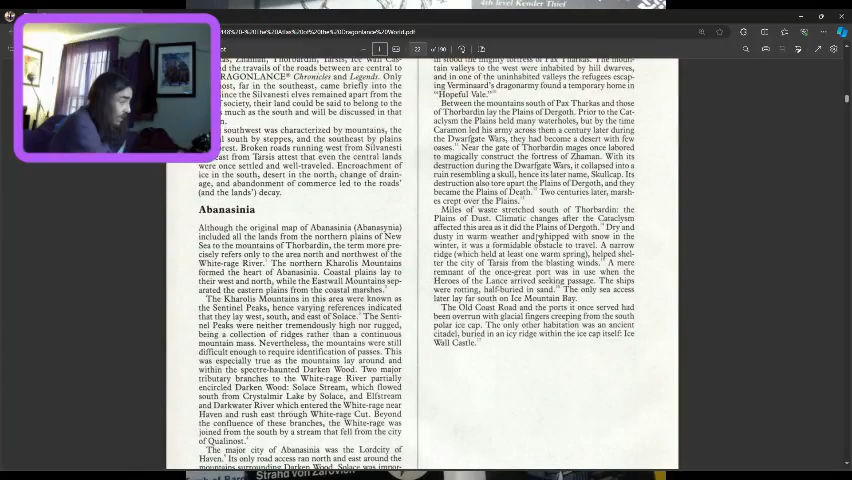 4th level Kender Thief
448 - The Atlas of the Dragonlance World.pdf
1
22
of 190
as, Zhaman, Thorbardin, Tarsis, Ice Wall Cas-
d the travails of the roads between are central to
RAGONLANCE® Chronicles and Legends. Only
ost, far in the southeast, came briefly into the
ince the Silvanesti elves remained apart from the
of society, their land could be said to belong to the
s much as the south and will be discussed in that
n.
southwest was characterized by mountains, the
al south by steppes, and the southeast by plains
Broken roads running west from Silvanesti
east from Tarsis attest that even the central lands
were once settled and well-traveled. Encroachment of
ice in the south, desert in the north, change of drain-
age, and abandonment of commerce led to the roads'
(and the lands') decay.
Abanasinia
Although the original map of Abanasinia (Abanasynia)
included all the lands from the northern plains of New
Sea to the mountains of Thorbardin, the term more pre-
cisely refers only to the area north and northwest of the
White-rage River. The northern Kharolis Mountains
formed the heart of Abanasinia. Coastal plains lay to
their west and north, while the Eastwall Mountains sep-
arated the eastern plains from the coastal marshes.
The Kharolis Mountains in this area were known as
the Sentinel Peaks, hence varying references indicated
that they lay west, south, and east of Solace. The Senti-
nel Peaks were neither tremendously high nor rugged,
being a collection of ridges rather than a continuous
mountain mass. Nevertheless, the mountains were still
difficult enough to require identification of passes. This
was especially true as the mountains lay around and
within the spectre-haunted Darken Wood. Two major
tributary branches to the White-rage River partially
encircled Darken Wood: Solace Stream, which flowed
south from Crystalmir Lake by Solace, and Elfstream
and Darkwater River which entered the White-rage near
Haven and rush east through White-rage Cut. Beyond
the confluence of these branches, the White-rage was
joined from the south by a stream that fell from the city
of Qualinost.
The major city of Abanasinia was the Lordcity of
Haven. Its only road access ran north and east around the
mountains surrounding Darken Wood. Solace was impor-
in stood the mighty fortress of Pax Tharkas. The moun-
tain valleys to the west were inhabited by hill dwarves,
and in one of the uninhabited valleys the refugees escap-
ing Verminaard's dragonarmy found a temporary home in
"Hopeful Vale."
Between the mountains south of Pax Tharkas and those
of Thorbardin lay the Plains of Dergoth. Prior to the Cat-
aclysm the Plains held many waterholes, but by the time
Caramon led his army across them a century later during
the Dwarfgate Wars, they had become a desert with few
oases. Near the gate of Thorbardin mages once labored
to magically construct the fortress of Zhaman. With its
destruction during the Dwarfgate Wars, it collapsed into a
ruin resembling a skull, hence its later name, Skullcap. Its
destruction also tore apart the Plains of Dergoth, and they
became the Plains of Death. Two centuries later, marsh-
es crept over the Plains.
Miles of waste stretched south of Thorbardin: the
Plains of Dust. Climatic changes after the Cataclysm
affected this area as it did the Plains of Dergoth. Dry and
dusty in warm weather and whipped with snow in the
winter, it was a formidable obstacle to travel. A narrow
ridge (which held at least one warm spring), helped shel-
ter the city of Tarsis from the blasting winds. A mere
remnant of the once-great port was in use when the
Heroes of the Lance arrived seeking passage. The ships
were rotting, half-buried in sand. The only sea access
later lay far south on Ice Mountain Bay.
The Old Coast Road and the ports it once served had
been overrun with glacial fingers creeping from the south
polar ice cap. The only other habitation was an ancient
citadel, buried in an icy ridge within the ice cap itself: Ice
Wall Castle.
Strahd von Zarovich